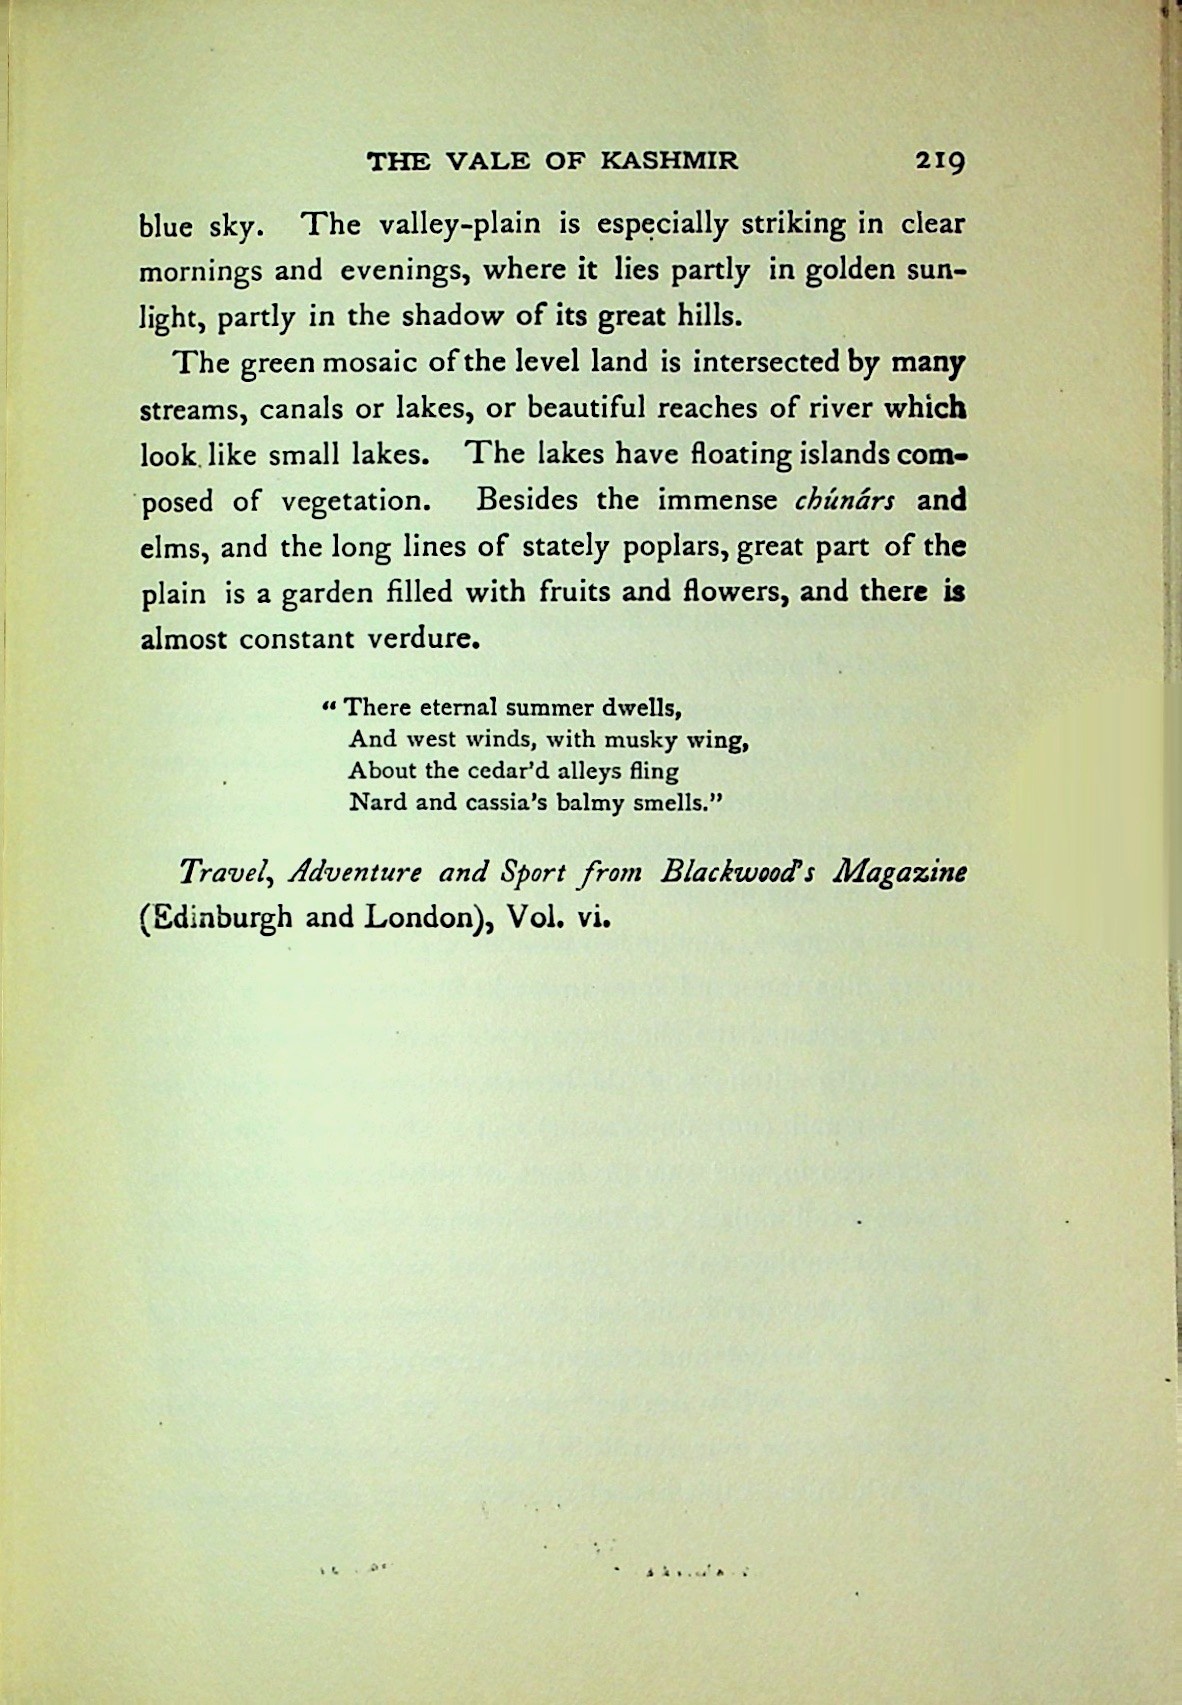 THE VALE OF KASHMIR 219
blue sky. The valley-plain is especially striking in clear
mornings and evenings, where it lies partly in golden sun-
light, partly in the shadow of its great hills.
The green mosaic of the level land is intersected by many
streams, canals or lakes, or beautiful reaches of river which
look like small lakes. The lakes have floating islands com-
posed of vegetation. Besides the immense chúnárs and
elms, and the long lines of stately poplars, great part of the
plain is a garden filled with fruits and flowers, and there is
almost constant verdure.
“ There eternal summer dwells,
And west winds, with musky wing,
About the cedar’d alleys fling
Nard and cassia’s balmy smells.”
Travel, Adventure and Sport from Blackwood’s Magazine
(Edinburgh and London), Vol. vi.